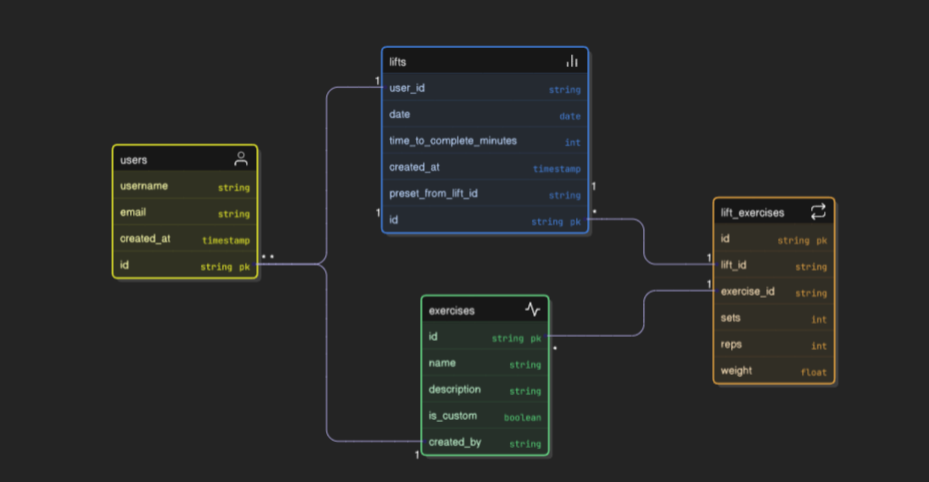 users
username string
email string
created_at timestamp
id string pk
* *
lifts
1
user_id string
date date
time_to_complete_minutes int
created_at timestamp
preset_from_lift_id string
1
1
id string pk
*
exercises
id string pk
*
name string
description string
is_custom boolean
created_by string
1
lift_exercises
id string pk
1
lift_id string
1
exercise_id string
sets int
reps int
weight float